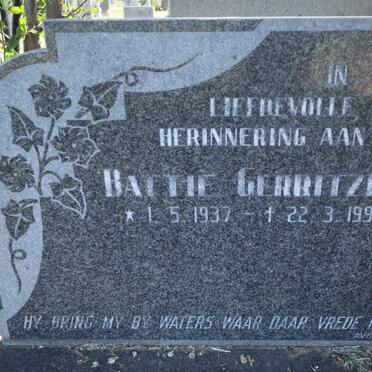 IN
LIEFDEVOLLE
HERINNERING AAN
BATTIE GERRITZ
* 1. 5. 1937 - † 22. 3. 199
HY BRING MY BY WATERS WAAR DAAR VREDE